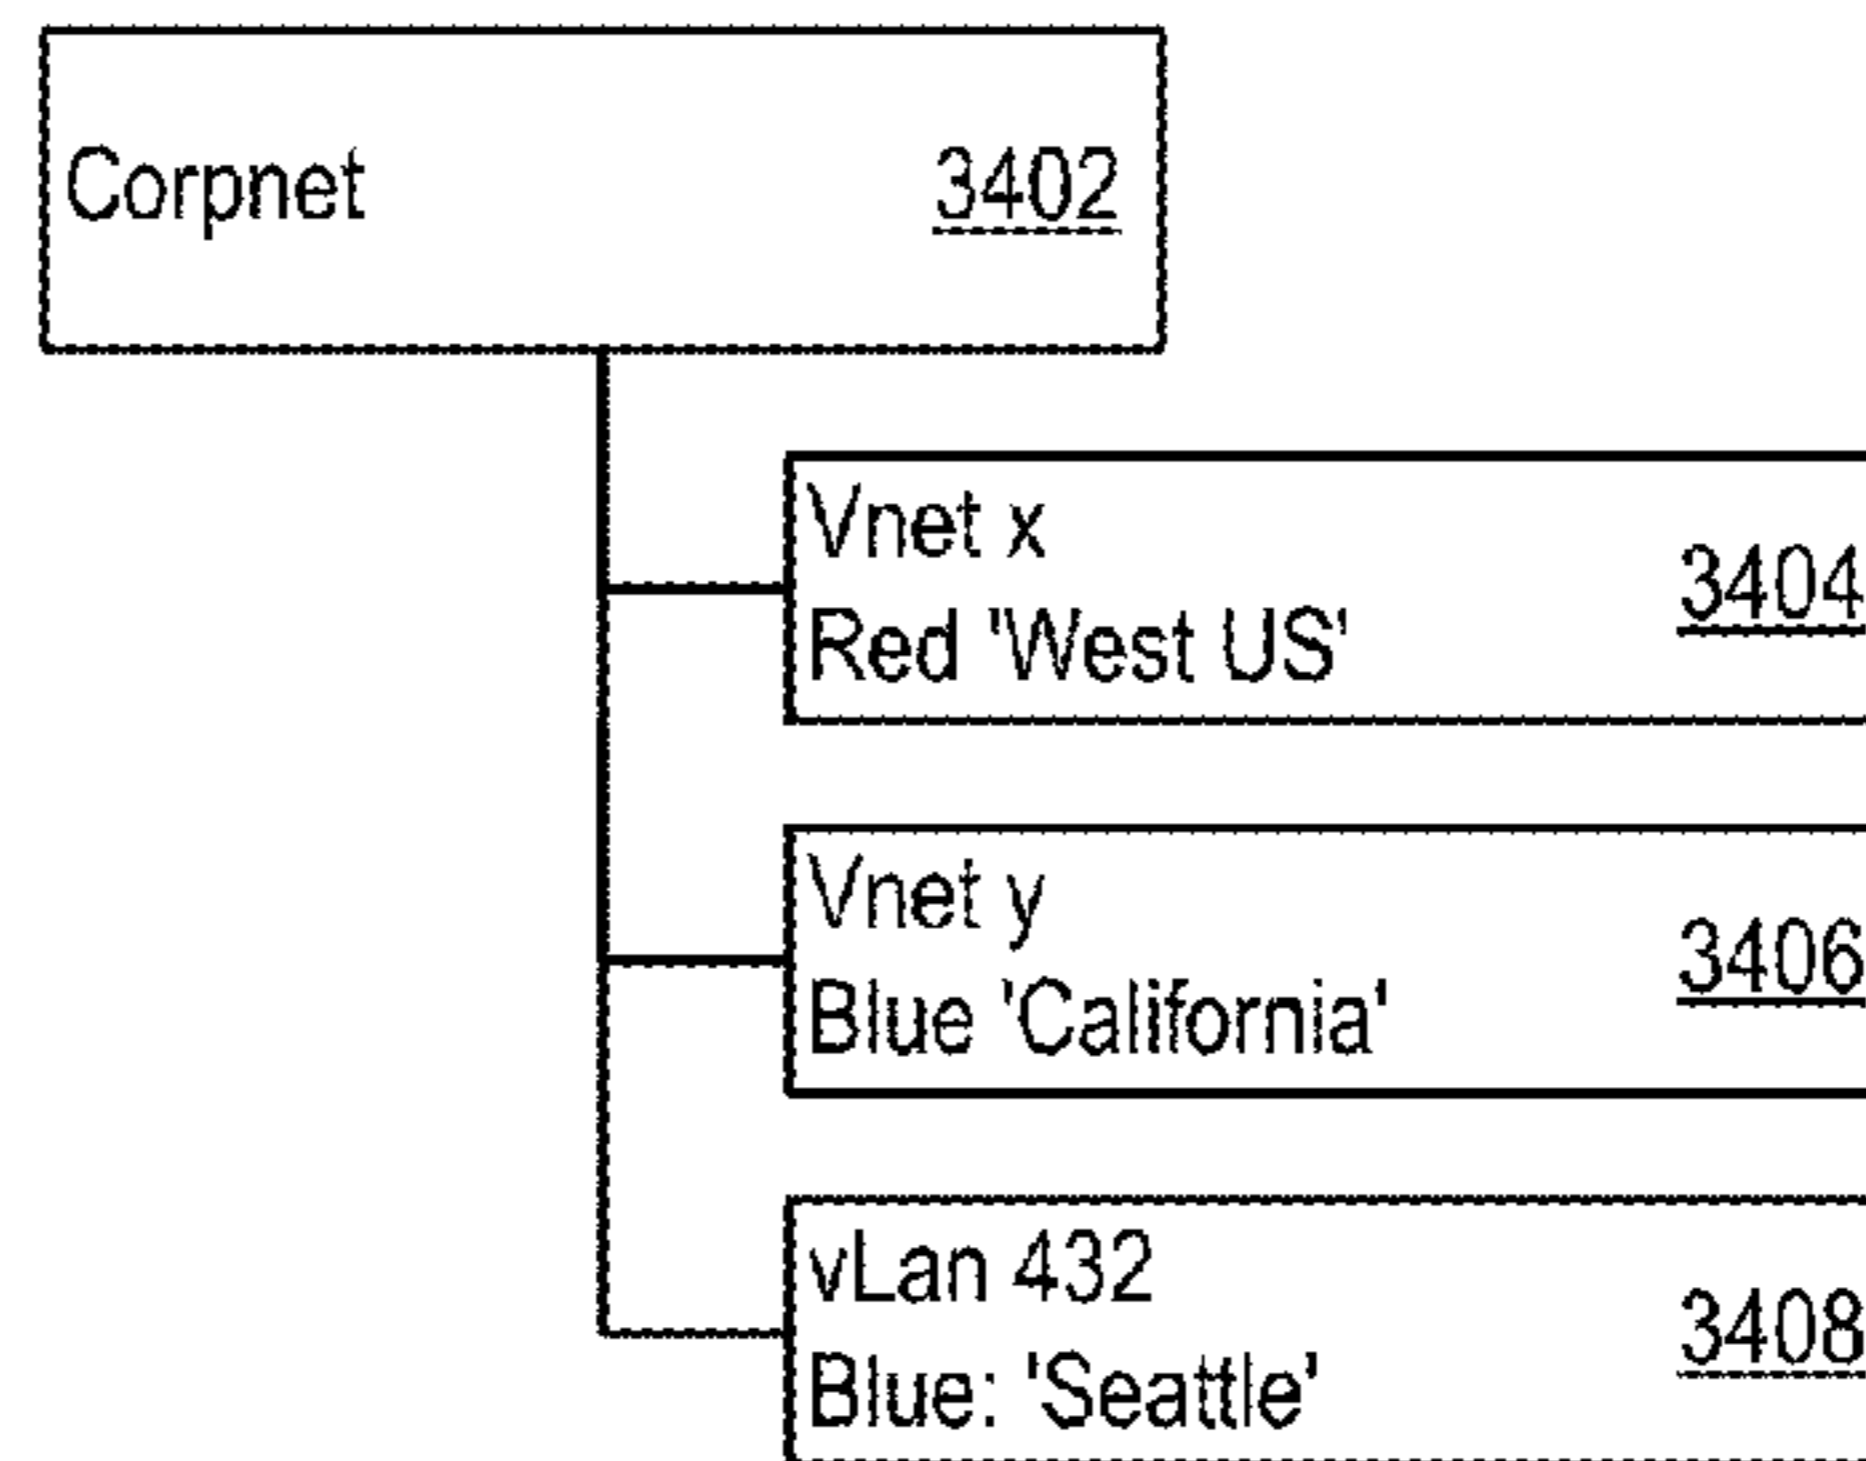 Corpnet 3402
Vnet x
Red 'West US' 3404
Vnet y
Blue 'California' 3406
vLan 432
Blue: 'Seattle' 3408